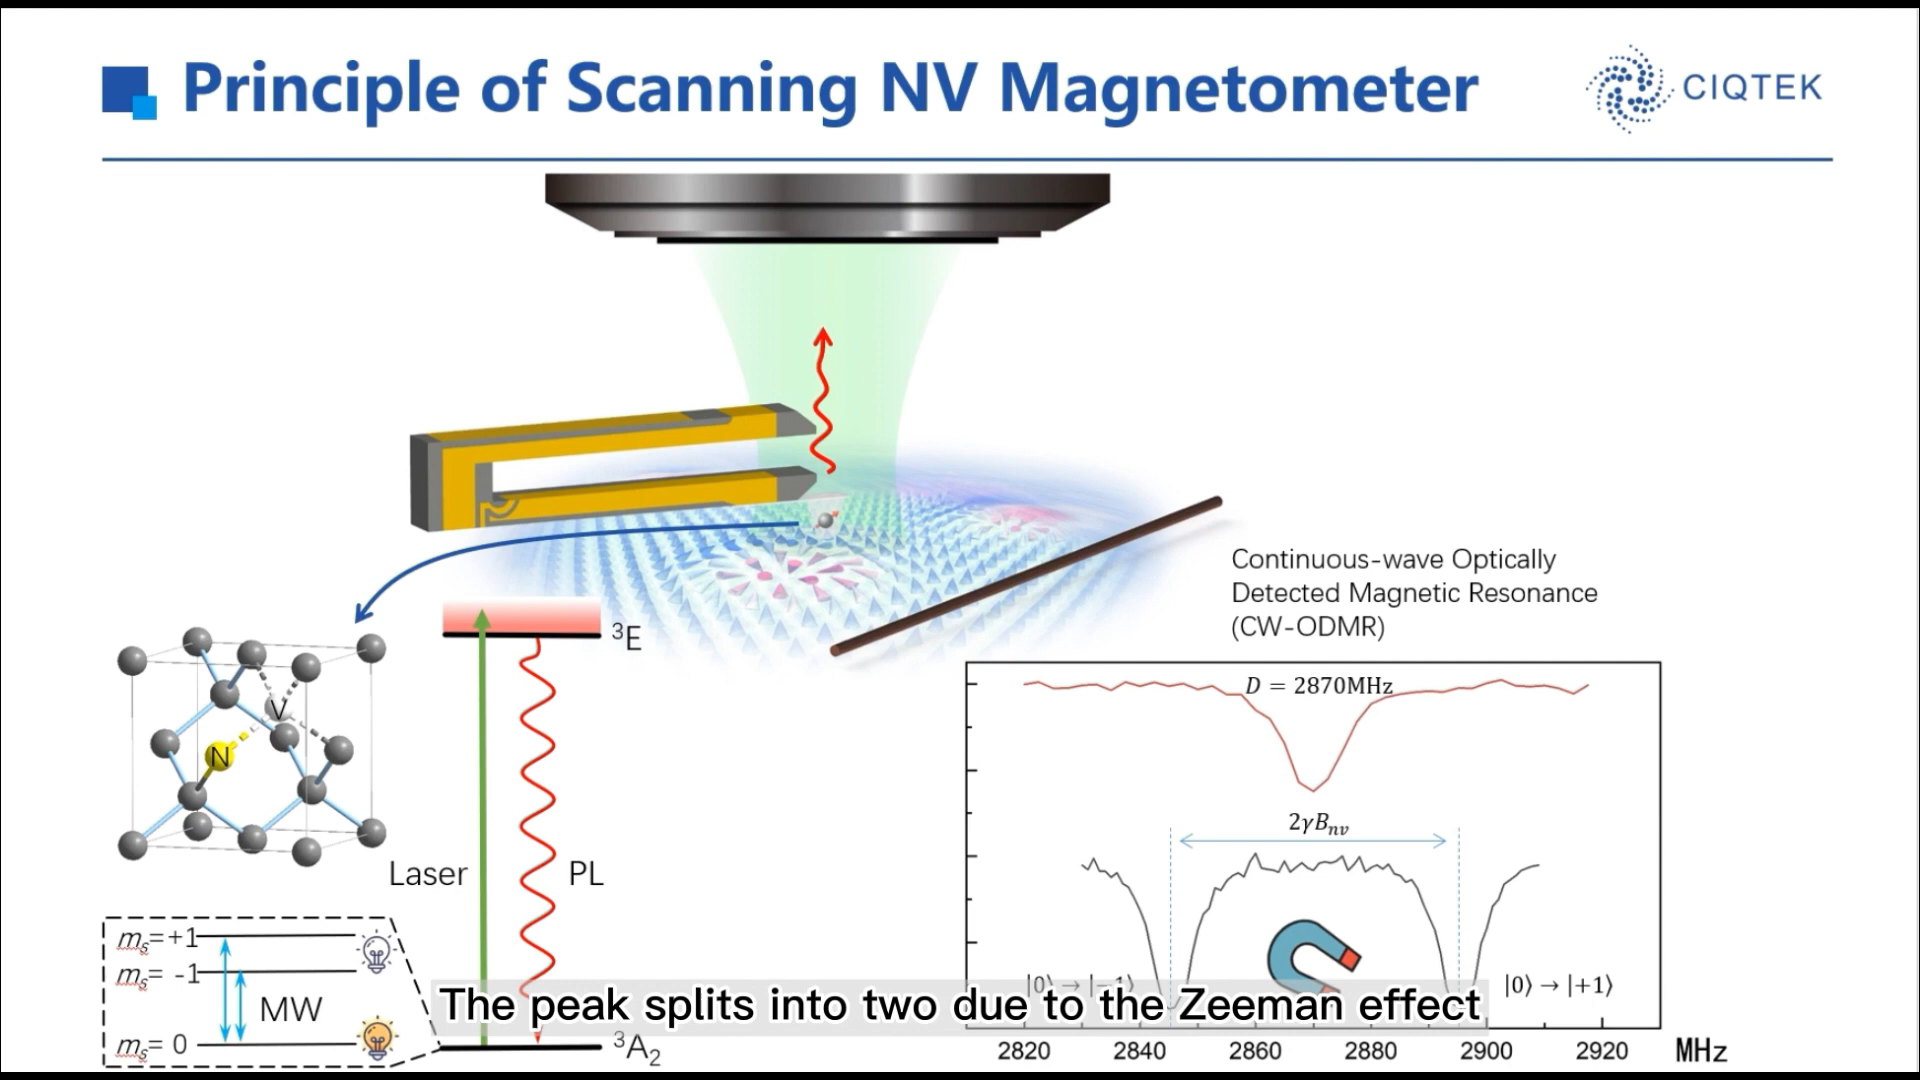 Principle of Scanning NV Magnetometer
CIQTEK
Continuous-wave Optically
Detected Magnetic Resonance
(CW-ODMR)
³E
D = 2870MHz
V
N
2γBnv
Laser
PL
mₛ=+1
mₛ= -1
MW
mₛ= 0
|0⟩ → |−1⟩
|0⟩ → |+1⟩
The peak splits into two due to the Zeeman effect
³A₂
2820 2840 2860 2880 2900 2920 MHz